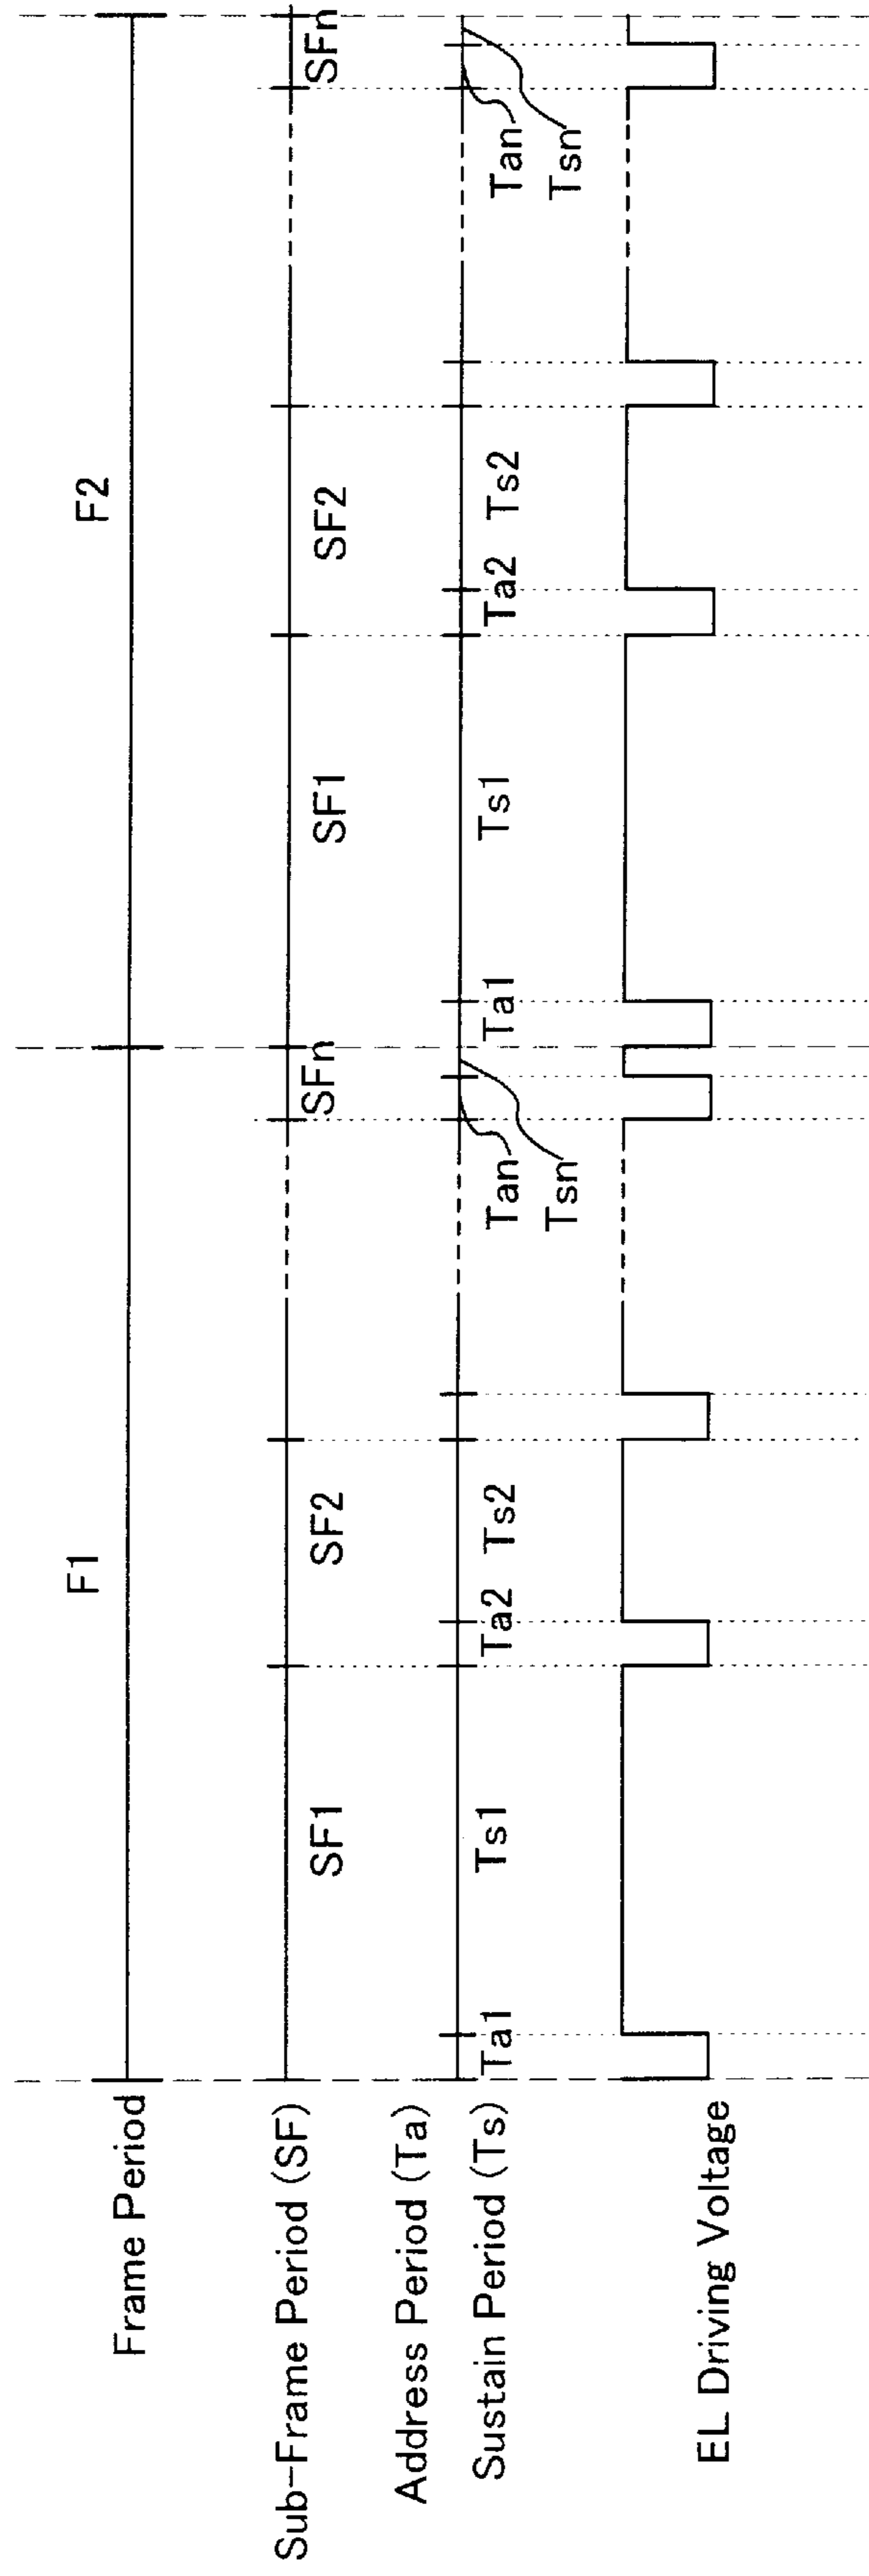 Frame Period
F1
F2
Sub-Frame Period (SF)
SF1
SF2
SFn
SF1
SF2
SFn
Address Period (Ta)
Sustain Period (Ts)
Ta1
Ts1
Ta2
Ts2
Tan
Tsn
Ta1
Ts1
Ta2
Ts2
Tan
Tsn
EL Driving Voltage